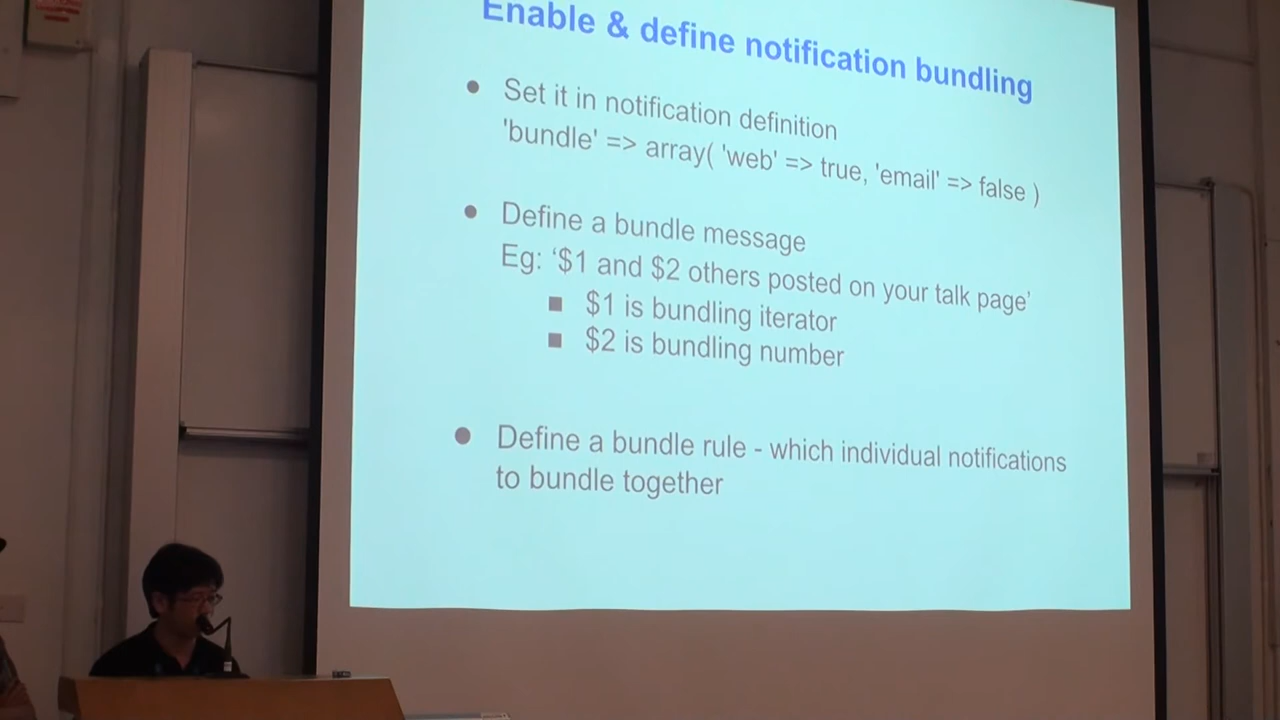 Enable & define notification bundling
● Set it in notification definition
'bundle' => array( 'web' => true, 'email' => false )
● Define a bundle message
Eg: ‘$1 and $2 others posted on your talk page’
■ $1 is bundling iterator
■ $2 is bundling number
● Define a bundle rule - which individual notifications
to bundle together